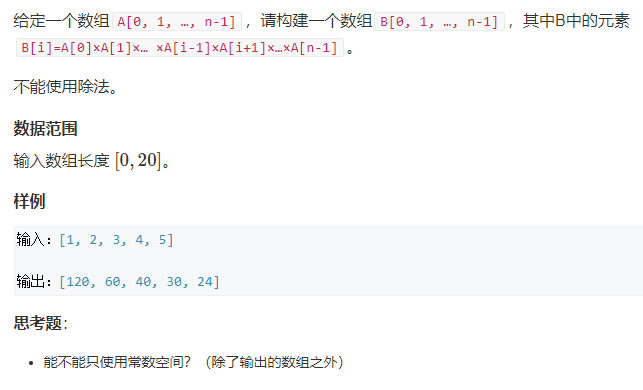 给定一个数组 A[0, 1, …, n-1] ，请构建一个数组 B[0, 1, …, n-1] ，其中B中的元素
B[i]=A[0]×A[1]×… ×A[i-1]×A[i+1]×…×A[n-1] 。
不能使用除法。
数据范围
输入数组长度 [0, 20]。
样例
输入：[1, 2, 3, 4, 5]
输出：[120, 60, 40, 30, 24]
思考题：
• 能不能只使用常数空间？（除了输出的数组之外）